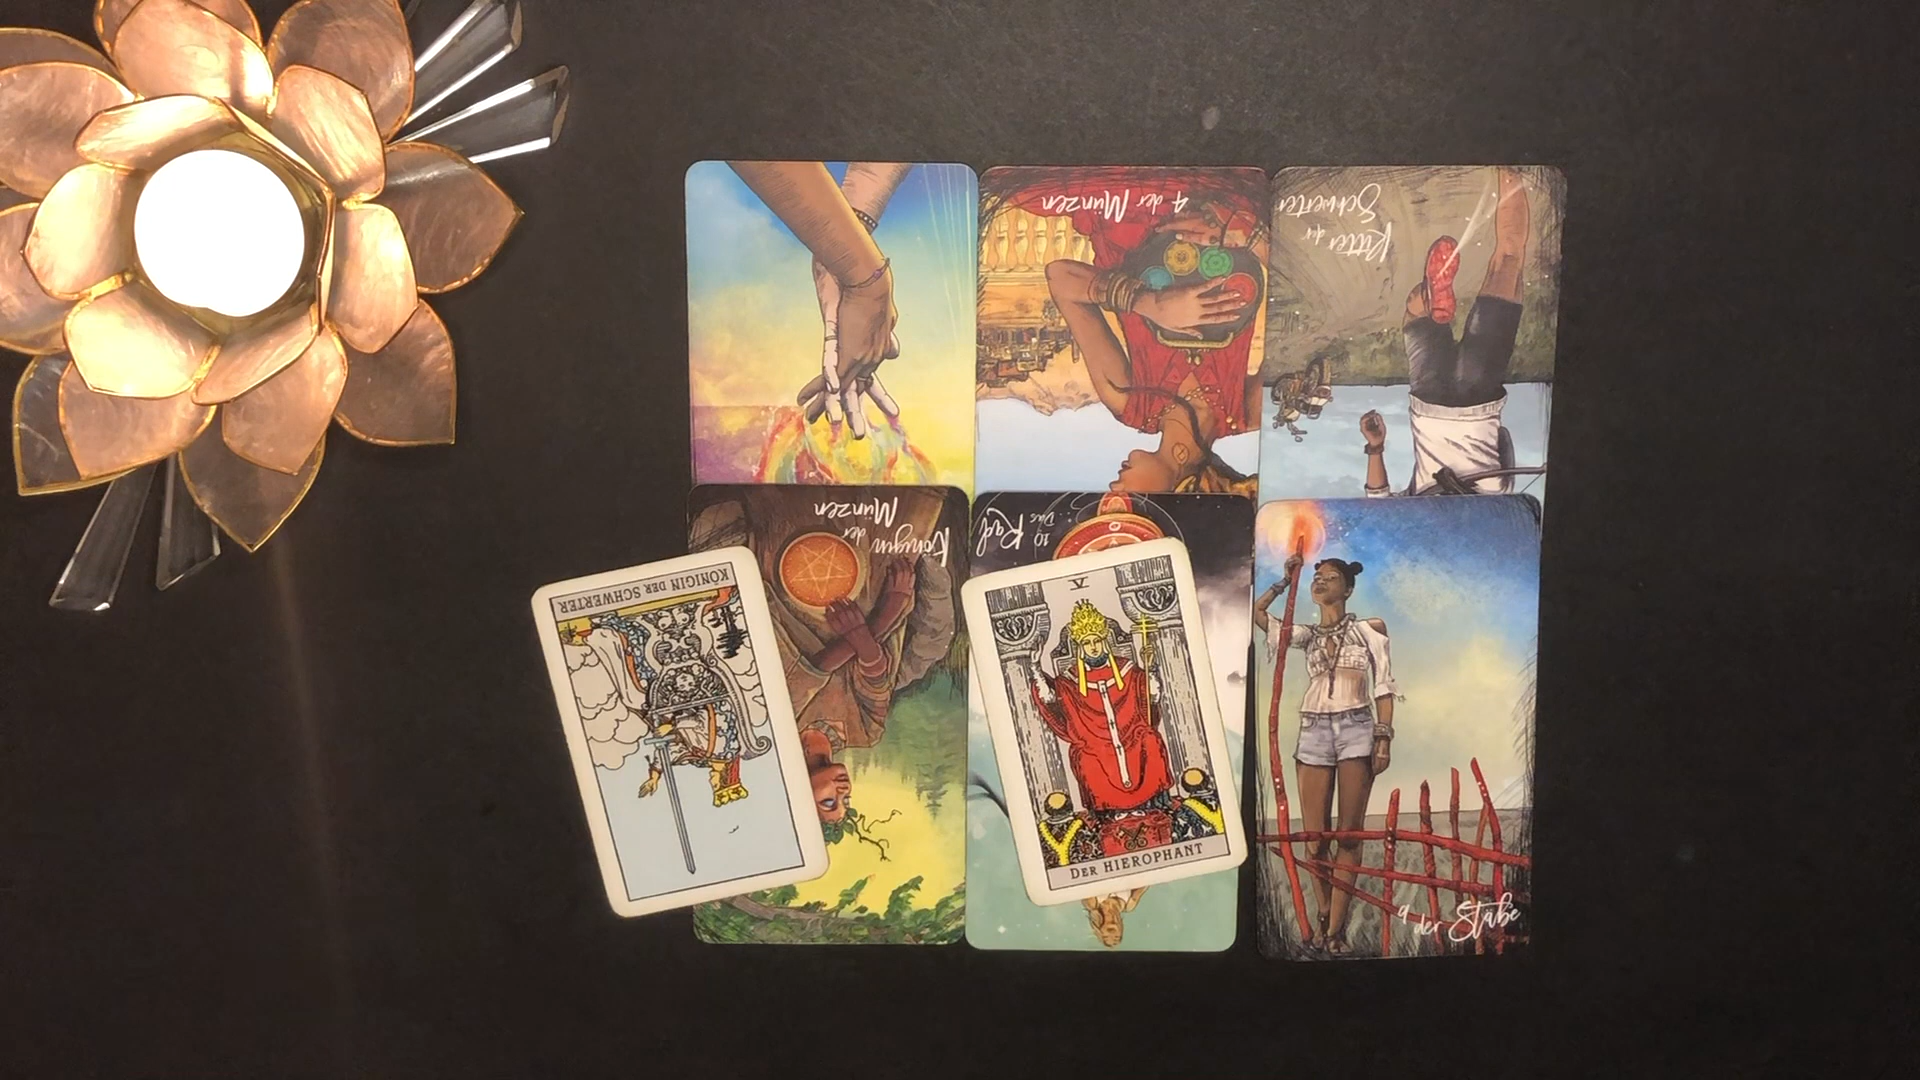 4 der Münzen
Ritter der
Schwerter
Königin der
Münzen
10
Das Rad
KÖNIGIN DER SCHWERTER
V
DER HIEROPHANT
9 der Stäbe